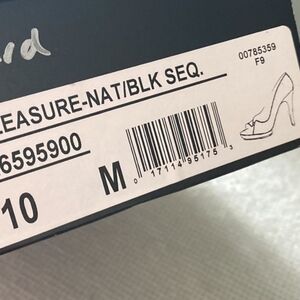 00785359
F9
LEASURE-NAT/BLK SEQ.
6595900
10
M
0 17114 95175 3